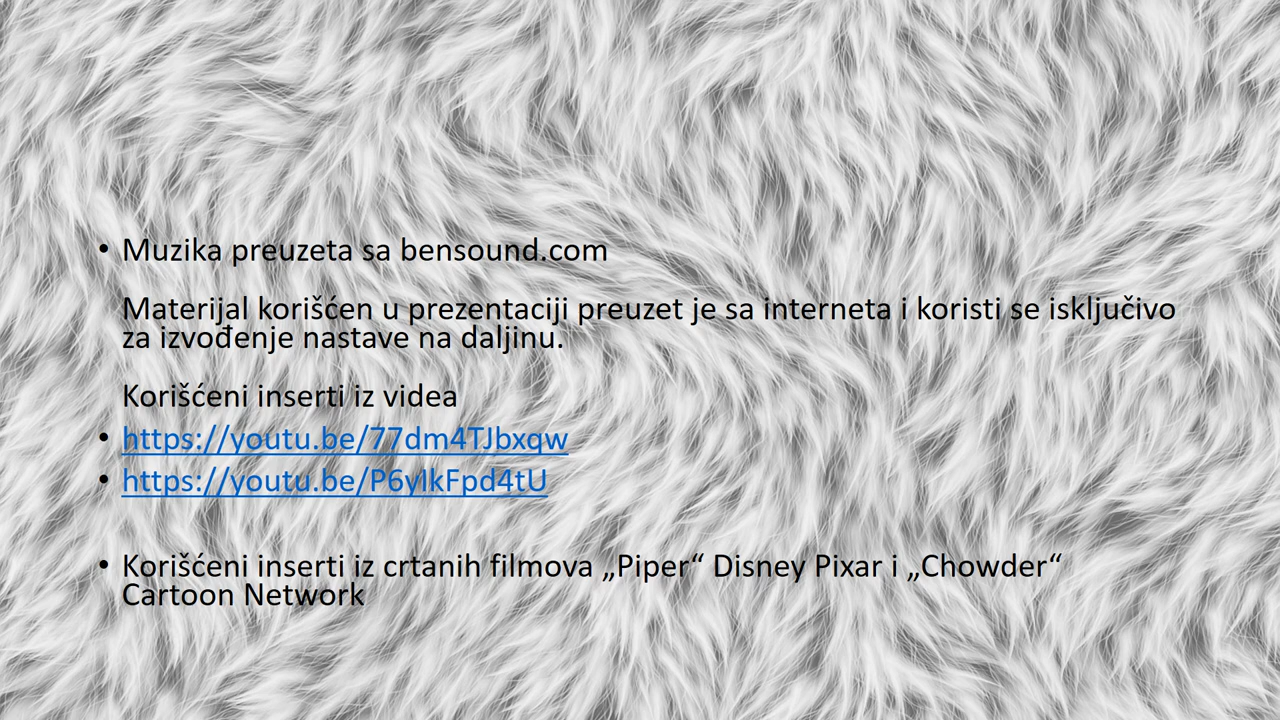 • Muzika preuzeta sa bensound.com
Materijal korišćen u prezentaciji preuzet je sa interneta i koristi se isključivo
za izvođenje nastave na daljinu.
Korišćeni inserti iz videa
• https://youtu.be/77dm4TJbxqw
• https://youtu.be/P6yIkFpd4tU
• Korišćeni inserti iz crtanih filmova „Piper“ Disney Pixar i „Chowder“
Cartoon Network